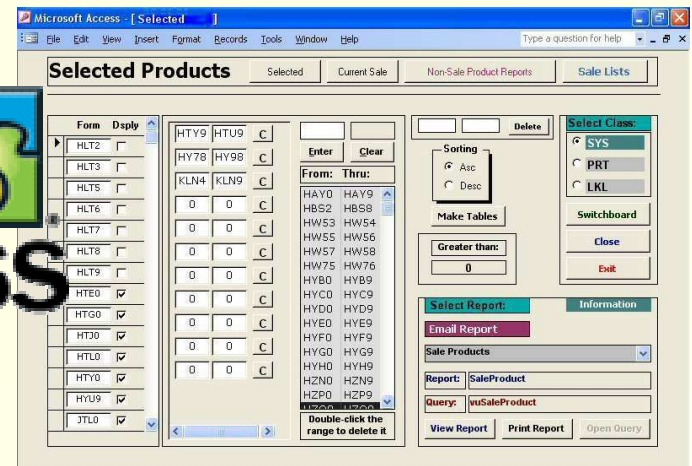 Microsoft Access - [ Selected ]
File Edit View Insert Format Records Tools Window Help Type a question for help
Selected Products Selected Current Sale Non-Sale Product Reports Sale Lists
Form Dsply
HLT2
HLT3
HLT5
HLT6
HLT7
HLT8
HLT9
HTE0
HTG0
HTJ0
HTL0
HTY0
HYU9
JTL0
HTY9 HTU9 C
HY78 HY98 C
KLN4 KLN9 C
0 0 C
0 0 C
0 0 C
0 0 C
0 0 C
0 0 C
0 0 C
0 0 C
Enter Clear
From: Thru:
HAY0 HAY9
HBS2 HBS8
HW53 HW54
HW55 HW56
HW57 HW58
HW75 HW76
HYB0 HYB9
HYC0 HYC9
HYD0 HYD9
HYE0 HYE9
HYF0 HYF9
HYG0 HYG9
HYH0 HYH9
HZN0 HZN9
HZP0 HZP9
Double-click the
range to delete it
Delete
Sorting
Asc
Desc
Make Tables
Greater than:
0
Select Class:
SYS
PRT
LKL
Switchboard
Close
Exit
Select Report: Information
Email Report
Sale Products
Report: SaleProduct
Query: vuSaleProduct
View Report Print Report Open Query